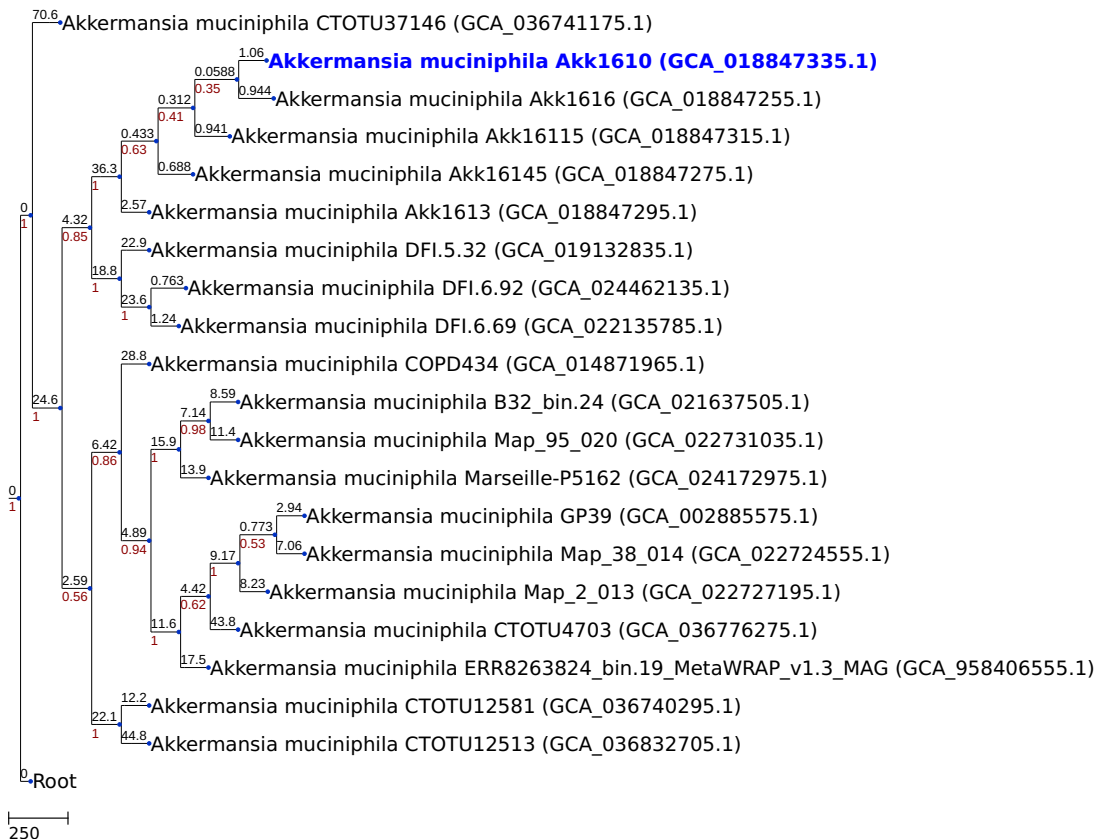 70.6 Akkermansia muciniphila CTOTU37146 (GCA_036741175.1)
1.06 Akkermansia muciniphila Akk1610 (GCA_018847335.1)
0.0588
0.35
0.944 Akkermansia muciniphila Akk1616 (GCA_018847255.1)
0.312
0.41
0.941 Akkermansia muciniphila Akk16115 (GCA_018847315.1)
0.433
0.63
0.688 Akkermansia muciniphila Akk16145 (GCA_018847275.1)
36.3
1
2.57 Akkermansia muciniphila Akk1613 (GCA_018847295.1)
0
1
4.32
0.85
22.9 Akkermansia muciniphila DFI.5.32 (GCA_019132835.1)
18.8
1
0.763 Akkermansia muciniphila DFI.6.92 (GCA_024462135.1)
23.6
1
1.24 Akkermansia muciniphila DFI.6.69 (GCA_022135785.1)
28.8 Akkermansia muciniphila COPD434 (GCA_014871965.1)
24.6
1
8.59 Akkermansia muciniphila B32_bin.24 (GCA_021637505.1)
7.14
0.98
11.4 Akkermansia muciniphila Map_95_020 (GCA_022731035.1)
6.42
0.86
15.9
1
13.9 Akkermansia muciniphila Marseille-P5162 (GCA_024172975.1)
0
1
2.94 Akkermansia muciniphila GP39 (GCA_002885575.1)
0.773
0.53
4.89
0.94
7.06 Akkermansia muciniphila Map_38_014 (GCA_022724555.1)
9.17
1
8.23 Akkermansia muciniphila Map_2_013 (GCA_022727195.1)
2.59
0.56
4.42
0.62
43.8 Akkermansia muciniphila CTOTU4703 (GCA_036776275.1)
11.6
1
17.5 Akkermansia muciniphila ERR8263824_bin.19_MetaWRAP_v1.3_MAG (GCA_958406555.1)
12.2 Akkermansia muciniphila CTOTU12581 (GCA_036740295.1)
22.1
1
44.8 Akkermansia muciniphila CTOTU12513 (GCA_036832705.1)
0 Root
250